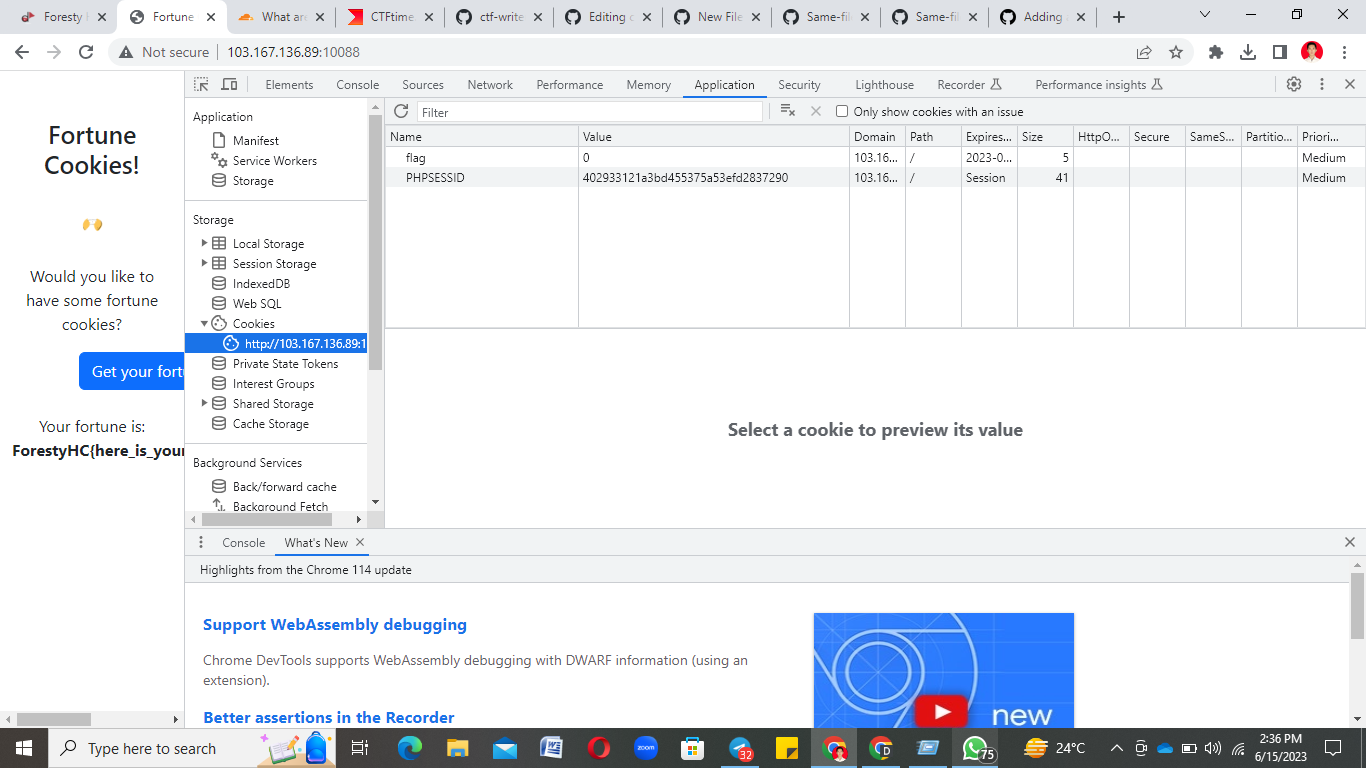 Foresty H
Fortune
What are
CTFtime.
ctf-write
Editing c
New File
Same-fil
Same-fil
Adding
Not secure
103.167.136.89:10088
Elements Console Sources Network Performance Memory Application Security Lighthouse Recorder Performance insights
Fortune
Cookies!
Would you like to
have some fortune
cookies?
Get your fortu
Your fortune is:
ForestyHC{here_is_your
Application
Manifest
Service Workers
Storage
Storage
Local Storage
Session Storage
IndexedDB
Web SQL
Cookies
http://103.167.136.89:1
Private State Tokens
Interest Groups
Shared Storage
Cache Storage
Background Services
Back/forward cache
Background Fetch
Filter
Only show cookies with an issue
Name Value Domain Path Expires... Size HttpO... Secure SameS... Partitio... Priori...
flag 0 103.16... / 2023-0... 5 Medium
PHPSESSID 402933121a3bd455375a53efd2837290 103.16... / Session 41 Medium
Select a cookie to preview its value
Console What's New
Highlights from the Chrome 114 update
Support WebAssembly debugging
Chrome DevTools supports WebAssembly debugging with DWARF information (using an
extension).
Better assertions in the Recorder
new
Type here to search
zoom
32
75
24°C
2:36 PM
6/15/2023